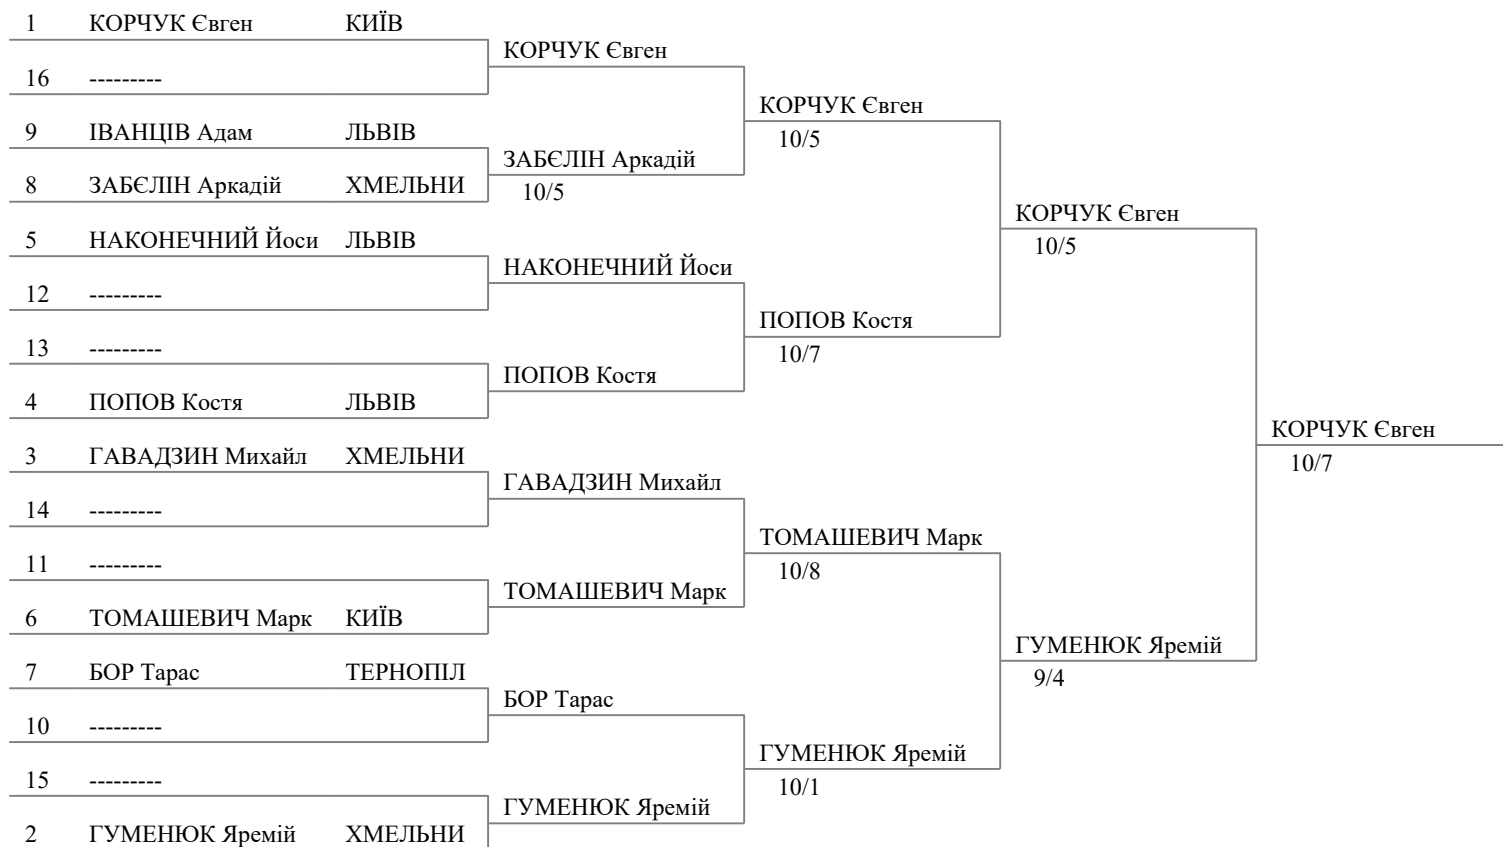 1 КОРЧУК Євген КИЇВ
16 ---------
9 ІВАНЦІВ Адам ЛЬВІВ
8 ЗАБЄЛІН Аркадій ХМЕЛЬНИ
5 НАКОНЕЧНИЙ Йоси ЛЬВІВ
12 ---------
13 ---------
4 ПОПОВ Костя ЛЬВІВ
3 ГАВАДЗИН Михайл ХМЕЛЬНИ
14 ---------
11 ---------
6 ТОМАШЕВИЧ Марк КИЇВ
7 БОР Тарас ТЕРНОПІЛ
10 ---------
15 ---------
2 ГУМЕНЮК Яремій ХМЕЛЬНИ
КОРЧУК Євген
ЗАБЄЛІН Аркадій
10/5
НАКОНЕЧНИЙ Йоси
ПОПОВ Костя
ГАВАДЗИН Михайл
ТОМАШЕВИЧ Марк
БОР Тарас
ГУМЕНЮК Яремій
КОРЧУК Євген
10/5
ПОПОВ Костя
10/7
ТОМАШЕВИЧ Марк
10/8
ГУМЕНЮК Яремій
10/1
КОРЧУК Євген
10/5
ГУМЕНЮК Яремій
9/4
КОРЧУК Євген
10/7